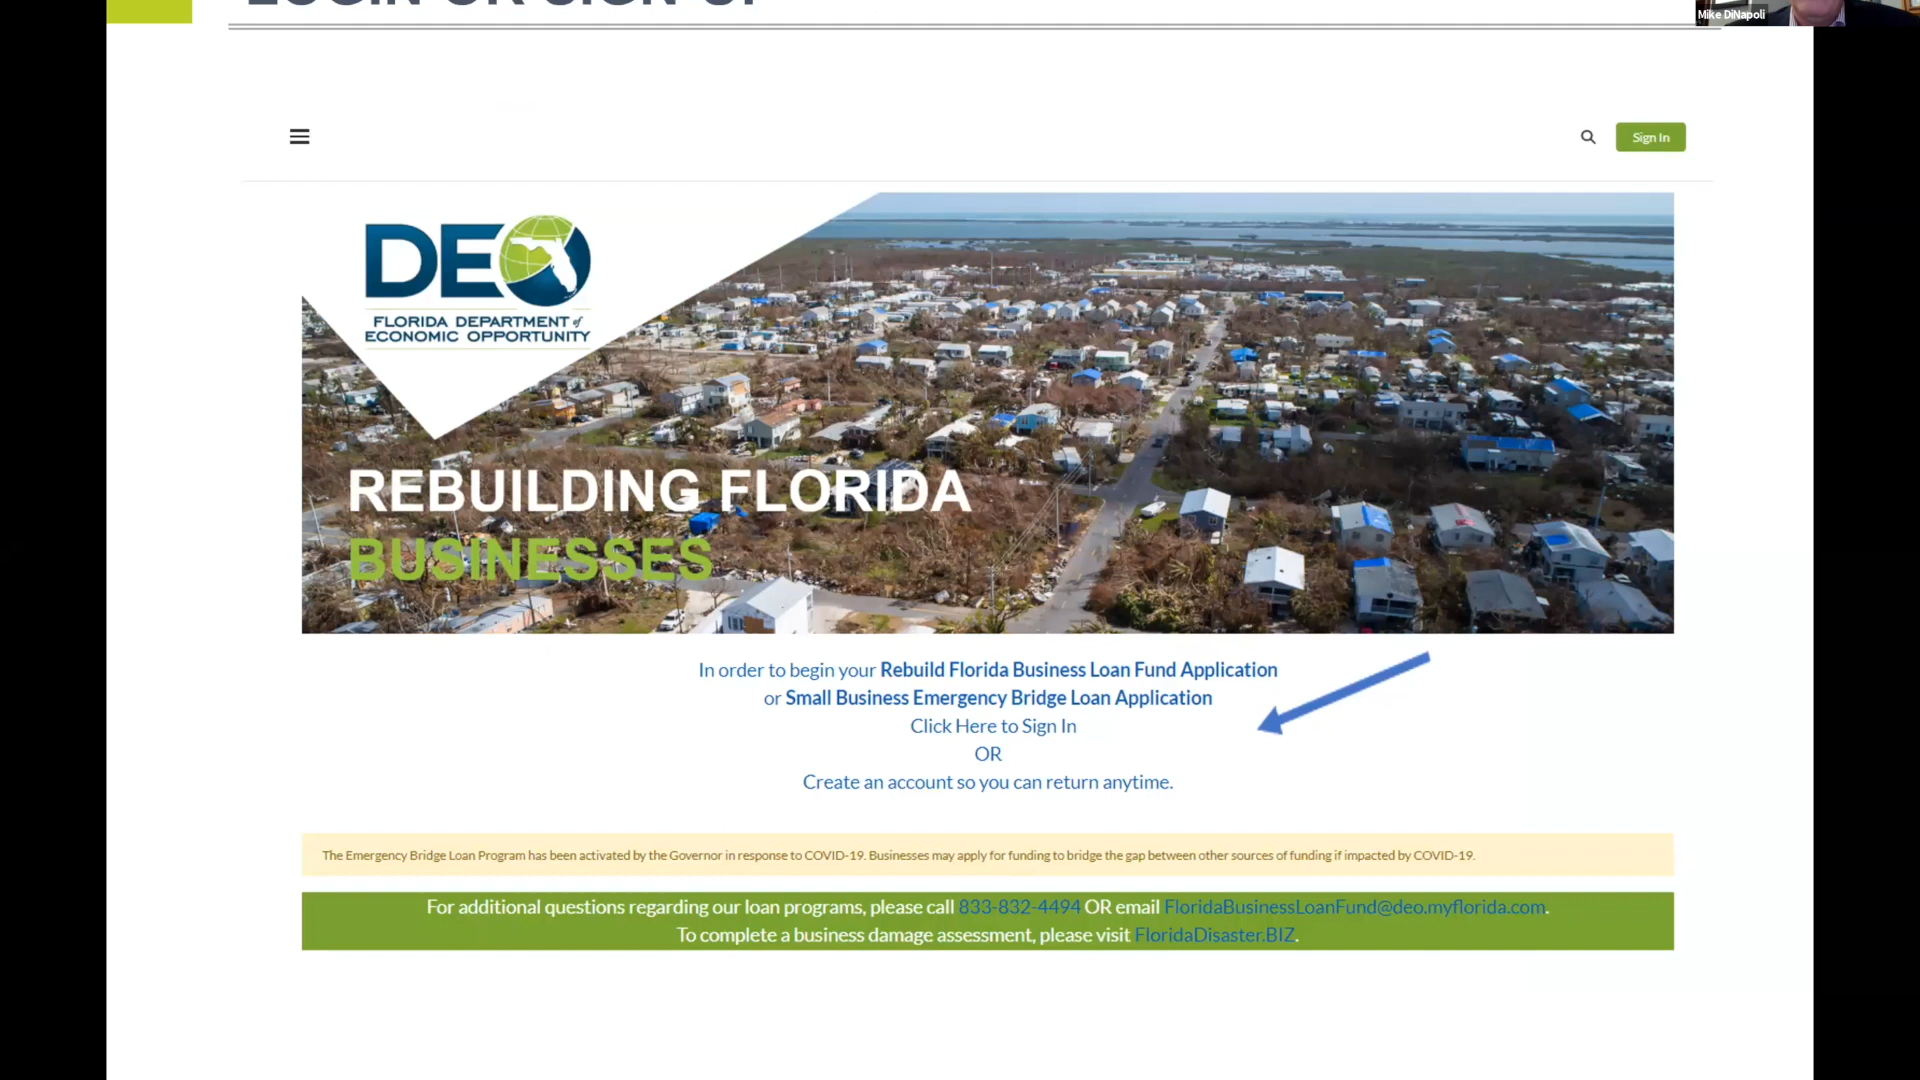 LOGIN OR SIGN UP
Mike DiNapoli
Sign In
DEO
FLORIDA DEPARTMENT of
ECONOMIC OPPORTUNITY
REBUILDING FLORIDA
BUSINESSES
In order to begin your Rebuild Florida Business Loan Fund Application
or Small Business Emergency Bridge Loan Application
Click Here to Sign In
OR
Create an account so you can return anytime.
The Emergency Bridge Loan Program has been activated by the Governor in response to COVID-19. Businesses may apply for funding to bridge the gap between other sources of funding if impacted by COVID-19.
For additional questions regarding our loan programs, please call 833-832-4494 OR email FloridaBusinessLoanFund@deo.myflorida.com.
To complete a business damage assessment, please visit FloridaDisaster.BIZ.